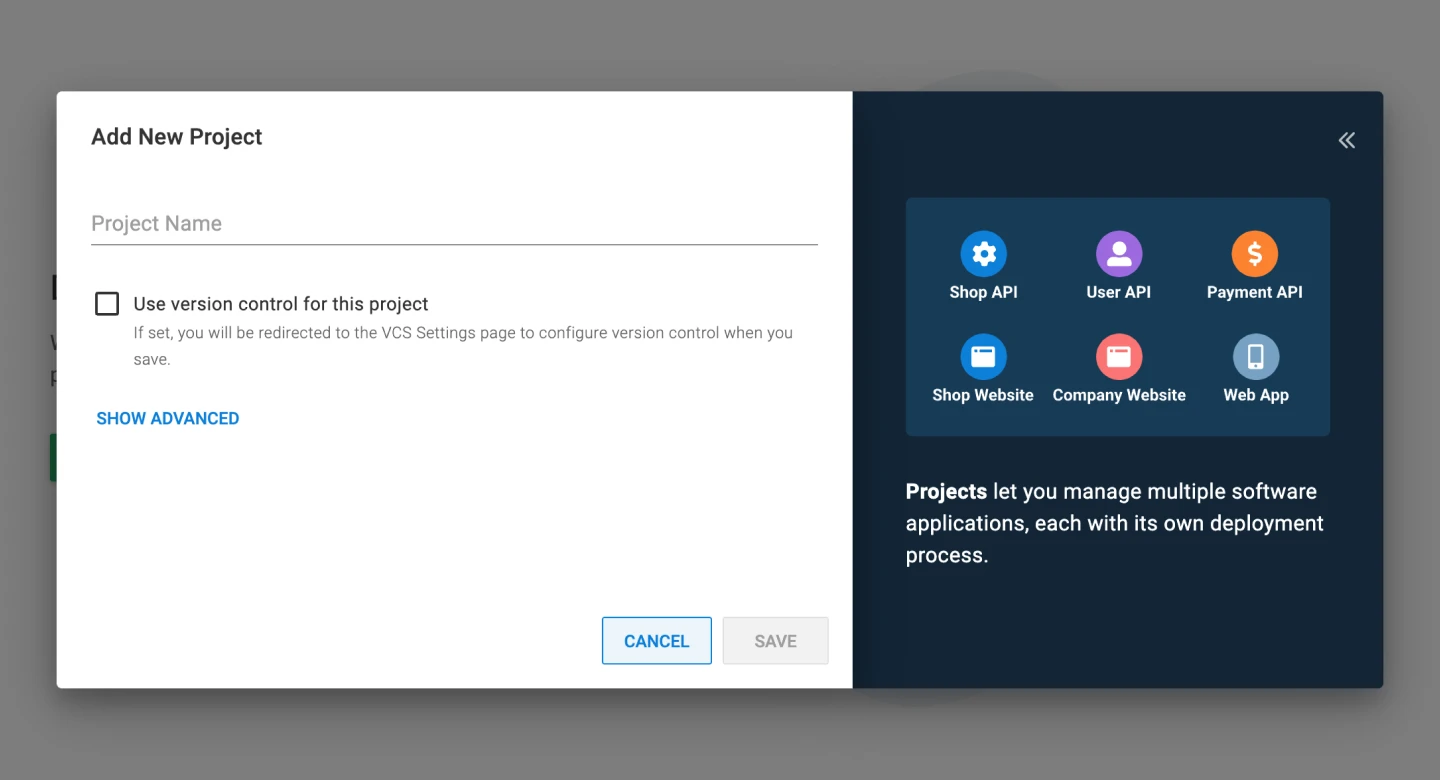 Add New Project
Project Name
Use version control for this project
If set, you will be redirected to the VCS Settings page to configure version control when you
save.
SHOW ADVANCED
CANCEL
SAVE
Shop API
User API
Payment API
Shop Website
Company Website
Web App
Projects let you manage multiple software
applications, each with its own deployment
process.